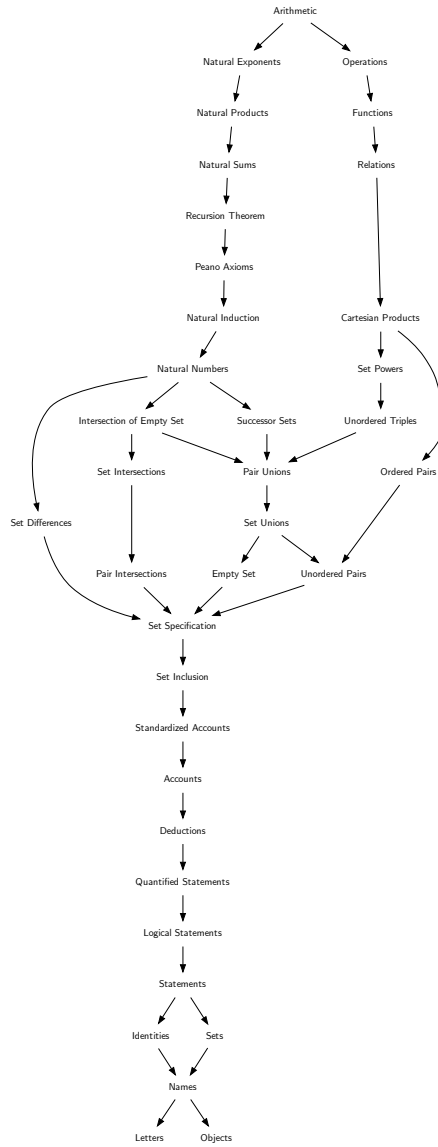 Arithmetic
Natural Exponents
Operations
Natural Products
Functions
Natural Sums
Relations
Recursion Theorem
Peano Axioms
Natural Induction
Cartesian Products
Natural Numbers
Set Powers
Intersection of Empty Set
Successor Sets
Unordered Triples
Set Intersections
Pair Unions
Ordered Pairs
Set Differences
Set Unions
Pair Intersections
Empty Set
Unordered Pairs
Set Specification
Set Inclusion
Standardized Accounts
Accounts
Deductions
Quantified Statements
Logical Statements
Statements
Identities
Sets
Names
Letters
Objects